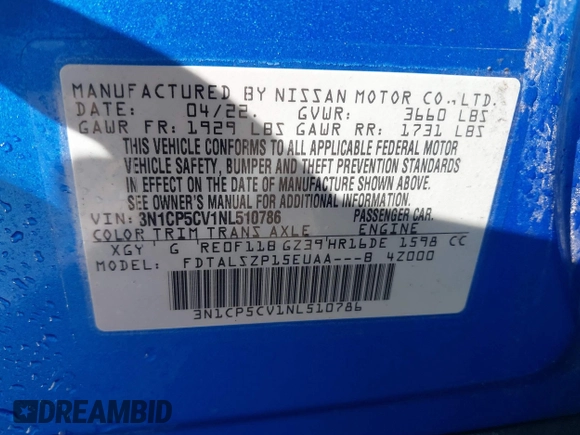 MANUFACTURED BY NISSAN MOTOR CO.,LTD.
DATE: 04/22. GVWR: 3660 LBS
GAWR FR: 1929 LBS GAWR RR: 1731 LBS
THIS VEHICLE CONFORMS TO ALL APPLICABLE FEDERAL MOTOR
VEHICLE SAFETY, BUMPER AND THEFT PREVENTION STANDARDS
IN EFFECT ON THE DATE OF MANUFACTURE SHOWN ABOVE.
SEE OWNER'S MANUAL FOR ADDITIONAL INFORMATION.
VIN: 3N1CP5CV1NL510786 PASSENGER CAR.
COLOR TRIM TRANS AXLE ENGINE
XGY G RE0F11B GZ39 HR16DE 1598 CC
MODEL: FDTALSZP15EUAA---B 4Z000
3N1CP5CV1NL510786
DREAMBID